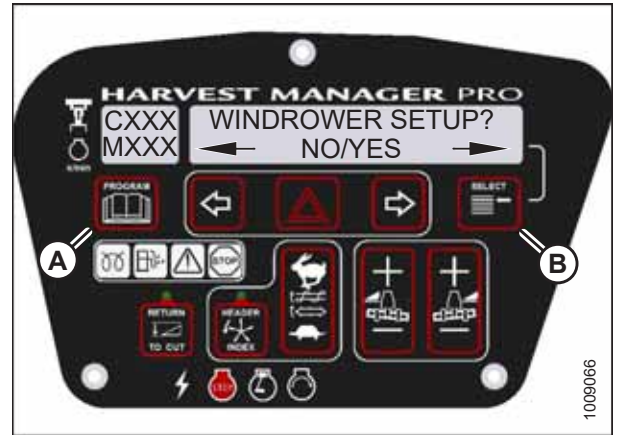 HARVEST MANAGER PRO
CXXX WINDROWER SETUP?
MXXX NO/YES
PROGRAM
SELECT
A
B
STOP
RETURN TO CUT
HEADER INDEX
1009066